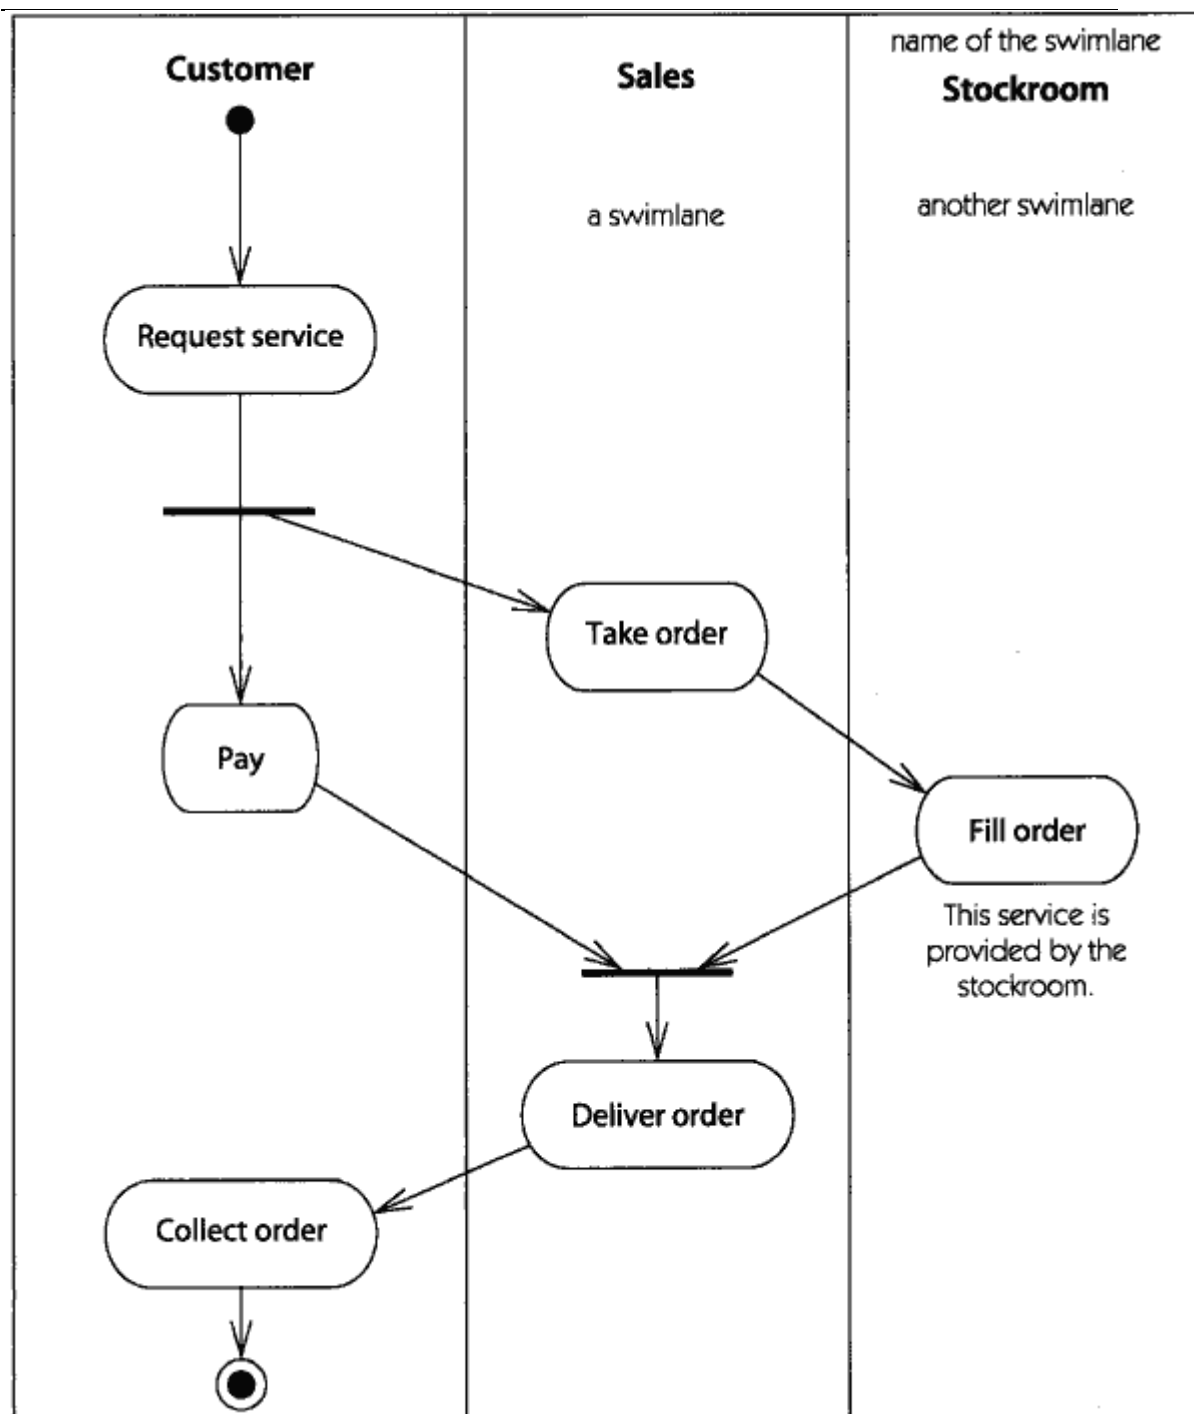 name of the swimlane
Customer
Sales
Stockroom
a swimlane
another swimlane
Request service
Take order
Pay
Fill order
This service is
provided by the
stockroom.
Deliver order
Collect order